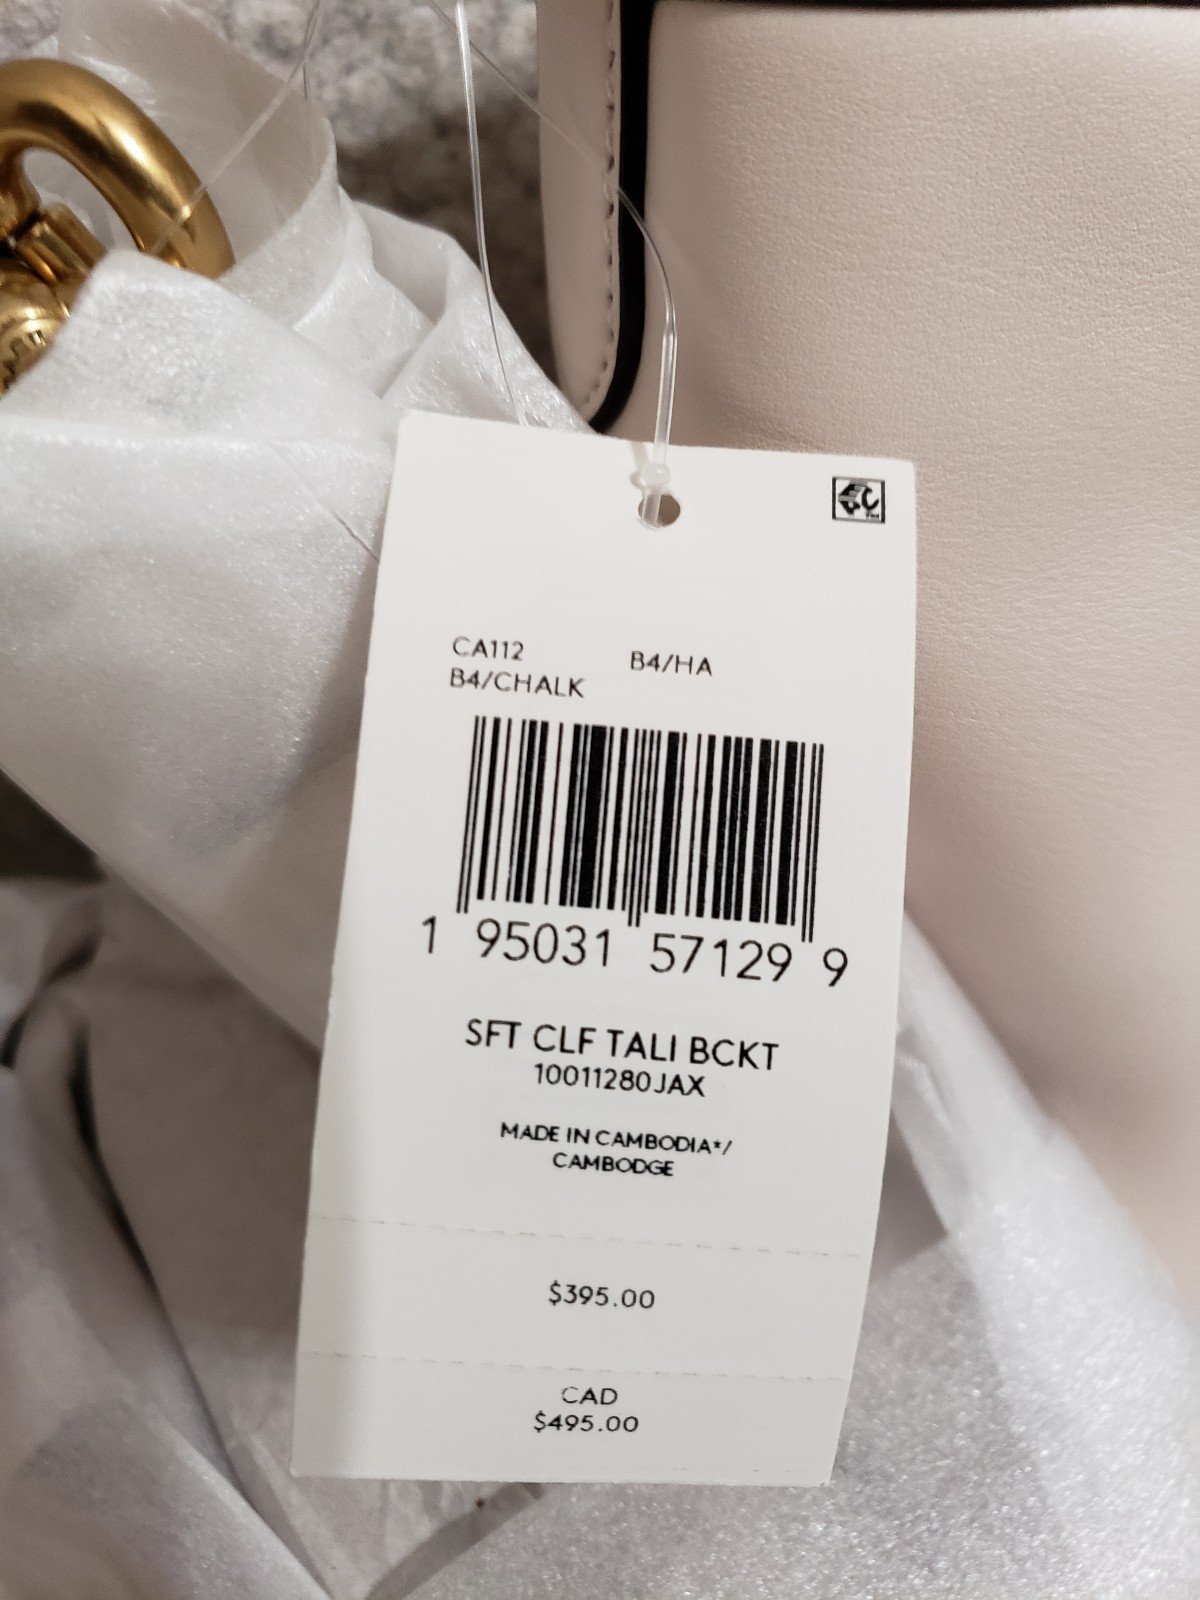 CA112 B4/HA
B4/CHALK
1 95031 57129 9
SFT CLF TALI BCKT
10011280JAX
MADE IN CAMBODIA*/
CAMBODGE
$395.00
CAD
$495.00